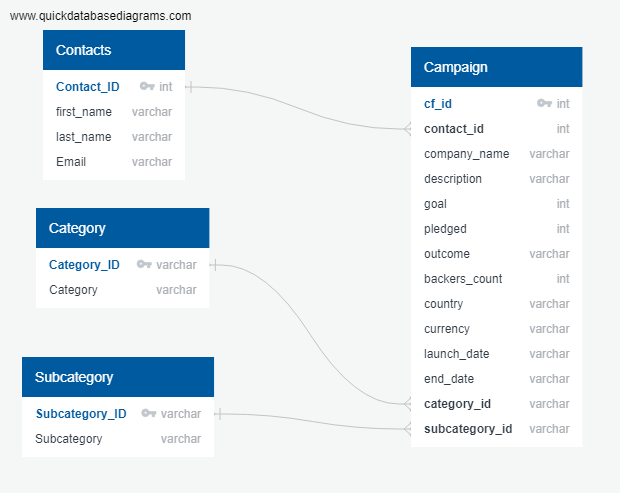 www.quickdatabasediagrams.com
Contacts
Contact_ID int
first_name varchar
last_name varchar
Email varchar
Category
Category_ID varchar
Category varchar
Subcategory
Subcategory_ID varchar
Subcategory varchar
Campaign
cf_id int
contact_id int
company_name varchar
description varchar
goal int
pledged int
outcome varchar
backers_count int
country varchar
currency varchar
launch_date varchar
end_date varchar
category_id varchar
subcategory_id varchar